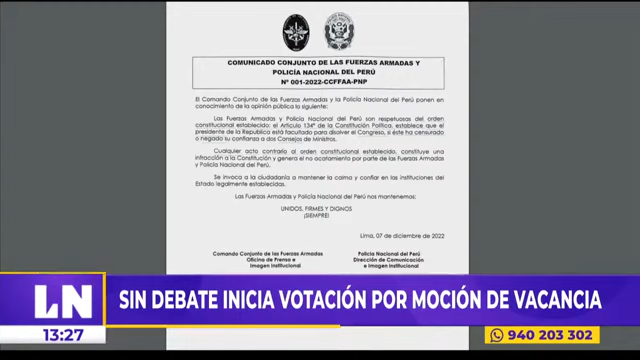 COMUNICADO CONJUNTO DE LAS FUERZAS ARMADAS Y
POLICÍA NACIONAL DEL PERÚ
Nº 001-2022-CCFFAA-PNP
El Comando Conjunto de las Fuerzas Armadas y la Policía Nacional del Perú ponen en
conocimiento de la opinión pública lo siguiente:
Las Fuerzas Armadas y Policía Nacional del Perú son respetuosas del orden
constitucional establecido; el Artículo 134° de la Constitución Política, establece que el
presidente de la República está facultado para disolver el Congreso, si éste ha censurado
o negado su confianza a dos Consejos de Ministros.
Cualquier acto contrario al orden constitucional establecido, constituye una
infracción a la Constitución y genera el no acatamiento por parte de las Fuerzas Armadas
y Policía Nacional del Perú.
Se invoca a la ciudadanía a mantener la calma y confiar en las instituciones del
Estado legalmente establecidas.
Las Fuerzas Armadas y Policía Nacional del Perú nos mantenemos:
UNIDOS, FIRMES Y DIGNOS
¡SIEMPRE!
Lima, 07 de diciembre de 2022
Comando Conjunto de las Fuerzas Armadas
Oficina de Prensa e
Imagen Institucional
Policía Nacional del Perú
Dirección de Comunicación
e Imagen Institucional
LN
SIN DEBATE INICIA VOTACIÓN POR MOCIÓN DE VACANCIA
13:27
940 203 302